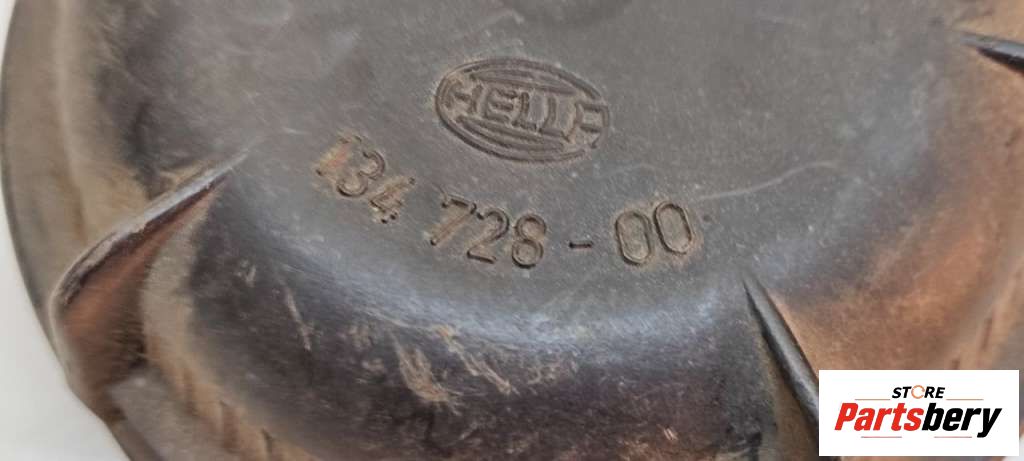 HELLA
134 728-00
STORE
Partsbery